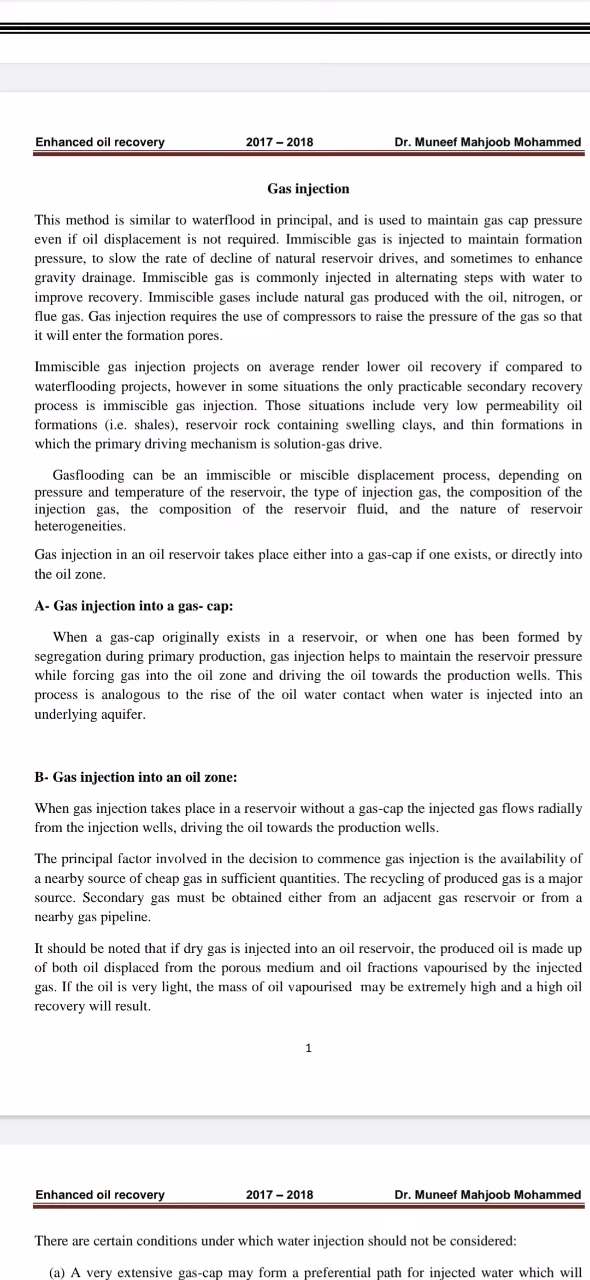 Enhanced oil recovery 2017 – 2018 Dr. Muneef Mahjoob Mohammed
Gas injection
This method is similar to waterflood in principal, and is used to maintain gas cap pressure
even if oil displacement is not required. Immiscible gas is injected to maintain formation
pressure, to slow the rate of decline of natural reservoir drives, and sometimes to enhance
gravity drainage. Immiscible gas is commonly injected in alternating steps with water to
improve recovery. Immiscible gases include natural gas produced with the oil, nitrogen, or
flue gas. Gas injection requires the use of compressors to raise the pressure of the gas so that
it will enter the formation pores.
Immiscible gas injection projects on average render lower oil recovery if compared to
waterflooding projects, however in some situations the only practicable secondary recovery
process is immiscible gas injection. Those situations include very low permeability oil
formations (i.e. shales), reservoir rock containing swelling clays, and thin formations in
which the primary driving mechanism is solution-gas drive.
Gasflooding can be an immiscible or miscible displacement process, depending on
pressure and temperature of the reservoir, the type of injection gas, the composition of the
injection gas, the composition of the reservoir fluid, and the nature of reservoir
heterogeneities.
Gas injection in an oil reservoir takes place either into a gas-cap if one exists, or directly into
the oil zone.
A- Gas injection into a gas- cap:
When a gas-cap originally exists in a reservoir, or when one has been formed by
segregation during primary production, gas injection helps to maintain the reservoir pressure
while forcing gas into the oil zone and driving the oil towards the production wells. This
process is analogous to the rise of the oil water contact when water is injected into an
underlying aquifer.
B- Gas injection into an oil zone:
When gas injection takes place in a reservoir without a gas-cap the injected gas flows radially
from the injection wells, driving the oil towards the production wells.
The principal factor involved in the decision to commence gas injection is the availability of
a nearby source of cheap gas in sufficient quantities. The recycling of produced gas is a major
source. Secondary gas must be obtained either from an adjacent gas reservoir or from a
nearby gas pipeline.
It should be noted that if dry gas is injected into an oil reservoir, the produced oil is made up
of both oil displaced from the porous medium and oil fractions vapourised by the injected
gas. If the oil is very light, the mass of oil vapourised may be extremely high and a high oil
recovery will result.
1
Enhanced oil recovery 2017 – 2018 Dr. Muneef Mahjoob Mohammed
There are certain conditions under which water injection should not be considered:
(a) A very extensive gas-cap may form a preferential path for injected water which will